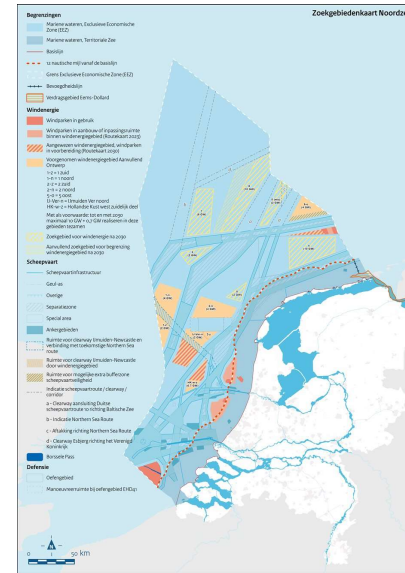 Zoekgebiedenkaart Noordze
Begrenzingen
Mariene wateren, Exclusieve Economische
Zone (EEZ)
Mariene wateren, Territoriale Zee
Basislijn
12 nautische mijl vanaf de basislijn
Grens Exclusieve Economische Zone (EEZ)
Bevoegdheidslijn
Verdragsgebied Eems-Dollard
Windenergie
Windparken in gebruik
Windparken in aanbouw of inpassingsruimte
binnen windenergiegebied (Routekaart 2023)
Aangewezen windenergiegebied, windparken
in voorbereiding (Routekaart 2030)
Voorgenomen windenergiegebied Aanvullend
Ontwerp
1-z = 1 zuid
1-n = 1 noord
2-z = 2 zuid
2-n = 2 noord
5-o = 5 oost
IJ-Ver-n = IJmuiden Ver noord
HK-w-z = Hollandse Kust west zuidelijk deel
Met als voorwaarde: tot en met 2030
maximaal 10 GW + 0,7 GW realiseren in deze
gebieden tezamen
Zoekgebied voor windenergie na 2030
Aanvullend zoekgebied voor begrenzing
windenergiegebied na 2030
Scheepvaart
Scheepvaartinfrastructuur
Geul-as
Overige
Separatiezone
Special area
Ankergebieden
Ruimte voor clearway IJmuiden-Newcastle en
verbinding met toekomstige Northern Sea
route
Ruimte voor clearway IJmuiden-Newcastle
door windenergiegebied
Ruimte voor mogelijke extra bufferzone
scheepvaartveiligheid
Indicatie scheepvaartroute / clearway /
corridor
a - Clearway aansluiting Duitse
scheepvaartroute 10 richting Baltische Zee
b - Indicatie Northern Sea Route
c - Aftakking richting Northern Sea Route
d - Clearway Esbjerg richting het Verenigd
Koninkrijk
Borssele Pass
Defensie
Oefengebied
Manoeuvreerruimte bij oefengebied EHD41
N
0 50 km